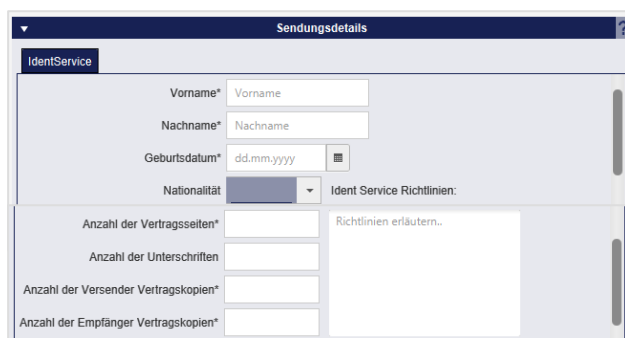 Sendungsdetails
?
IdentService
Vorname* Vorname
Nachname* Nachname
Geburtsdatum* dd.mm.yyyy
Nationalität Ident Service Richtlinien:
Anzahl der Vertragsseiten* Richtlinien erläutern..
Anzahl der Unterschriften
Anzahl der Versender Vertragskopien*
Anzahl der Empfänger Vertragskopien*